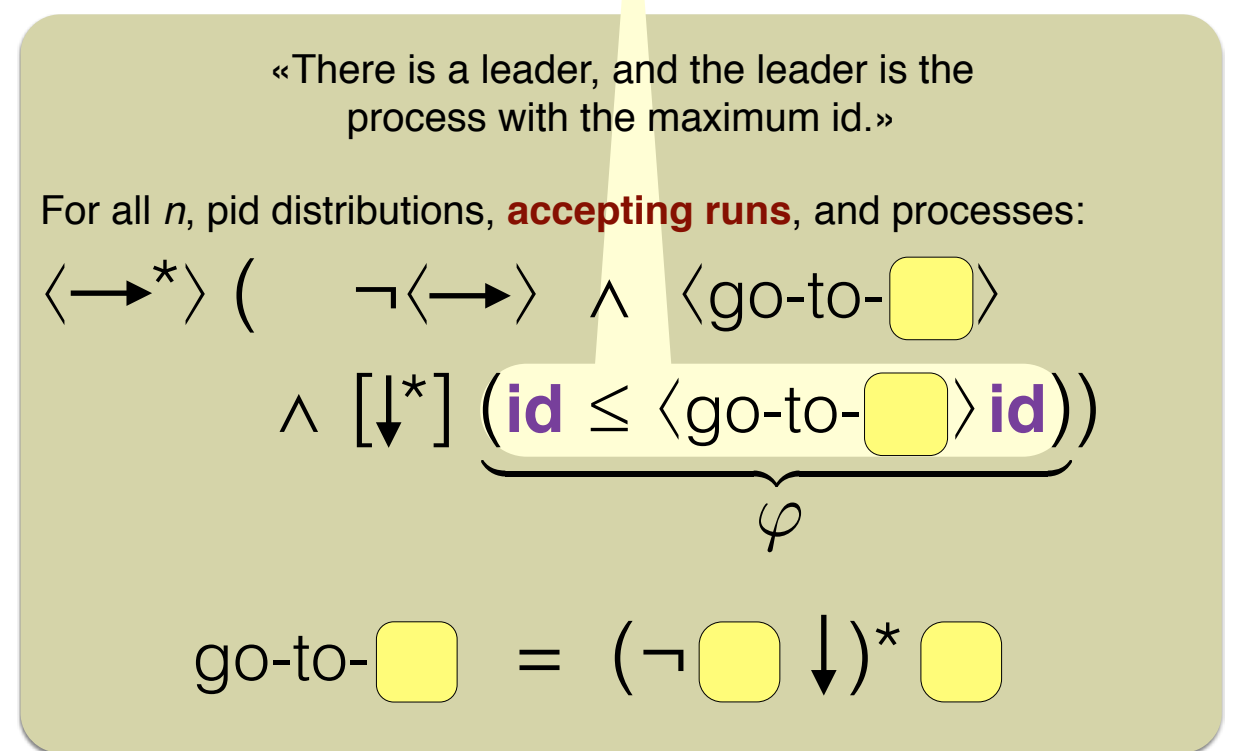 «There is a leader, and the leader is the
process with the maximum id.»
For all n, pid distributions, accepting runs, and processes:
⟨→*⟩ ( ¬⟨→⟩ ∧ ⟨go-to-🟨⟩
∧ [↓*] (id ≤ ⟨go-to-🟨⟩id))
φ
go-to-🟨 = (¬🟨↓)*🟨